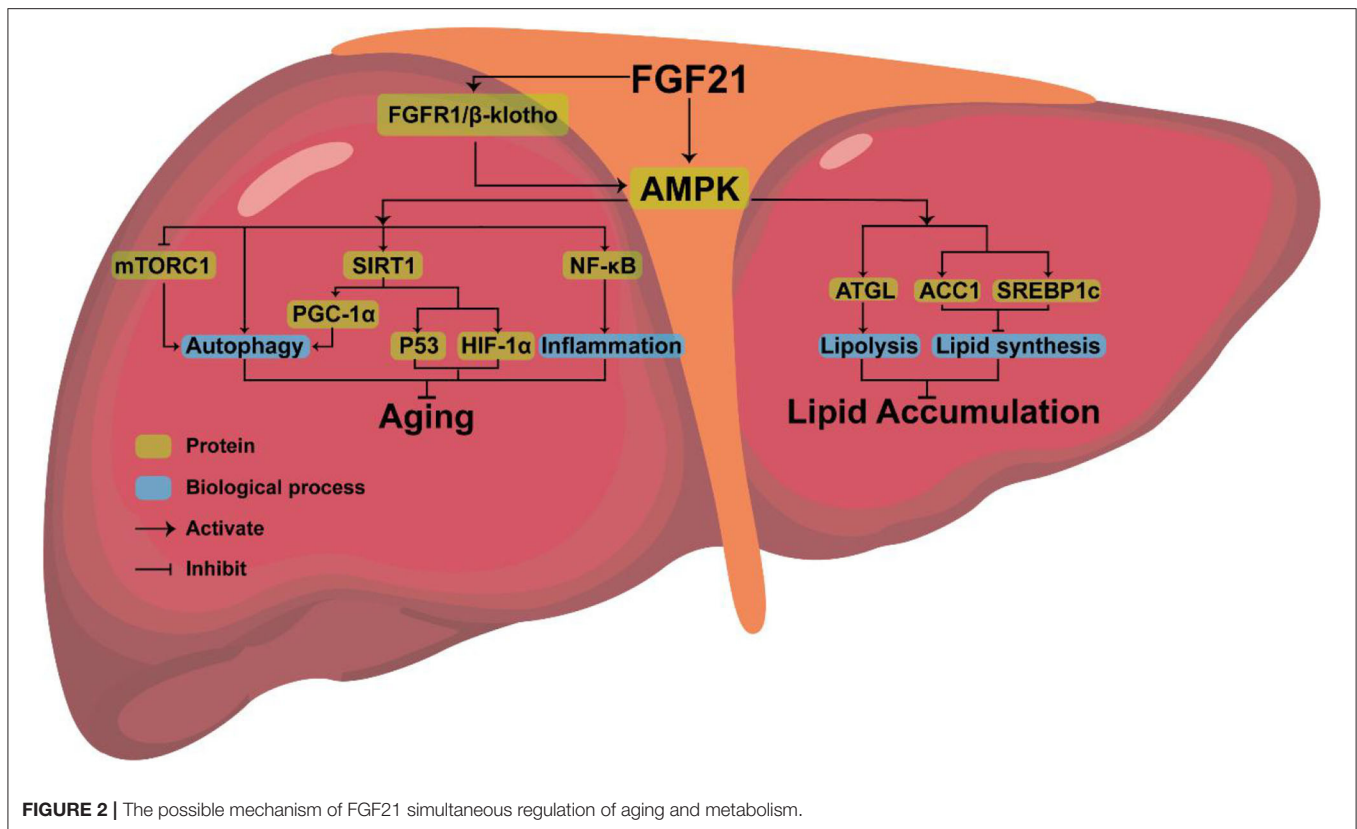 FGF21
FGFR1/β-klotho
AMPK
mTORC1
SIRT1
NF-κB
PGC-1α
Autophagy
P53
HIF-1α
Inflammation
Aging
ATGL
ACC1
SREBP1c
Lipolysis
Lipid synthesis
Lipid Accumulation
Protein
Biological process
Activate
Inhibit
FIGURE 2 | The possible mechanism of FGF21 simultaneous regulation of aging and metabolism.